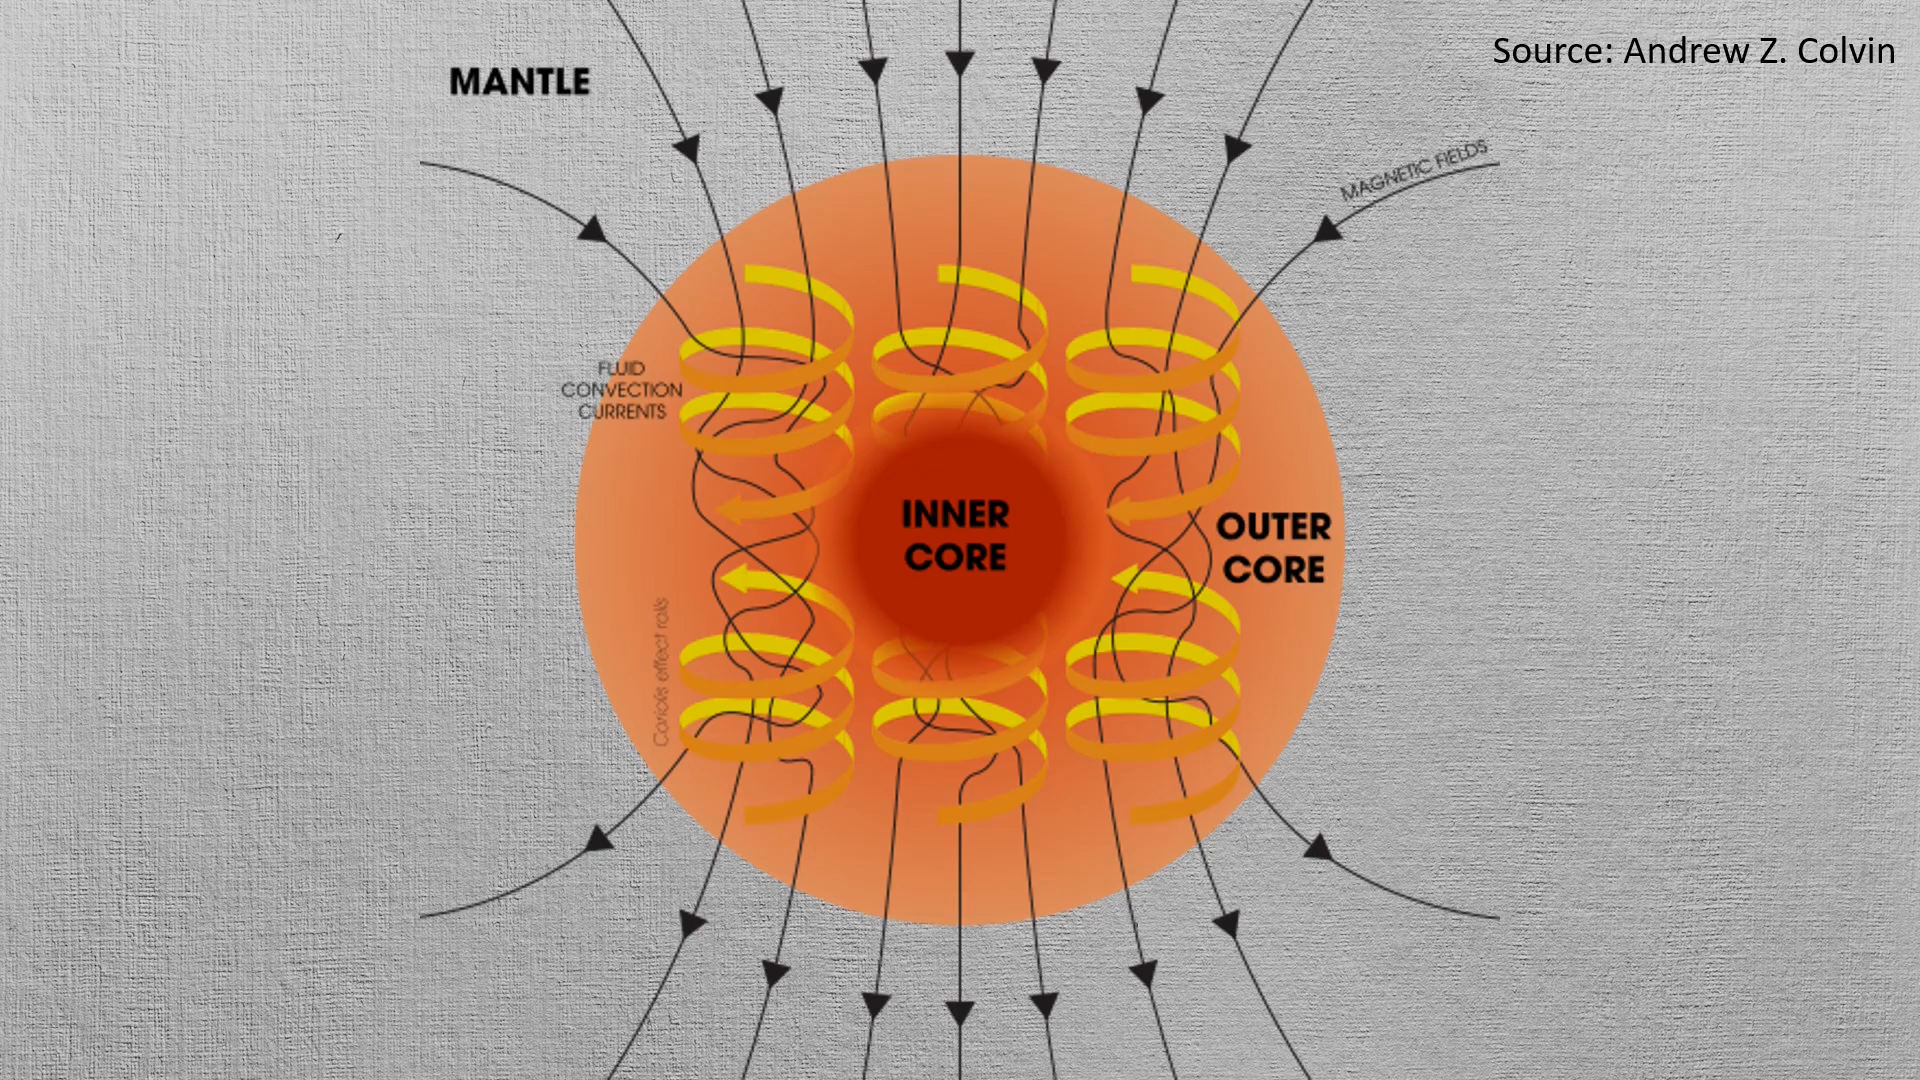 Source: Andrew Z. Colvin
MANTLE
MAGNETIC FIELDS
FLUID
CONVECTION
CURRENTS
INNER
CORE
OUTER
CORE
Coriolis effect rolls